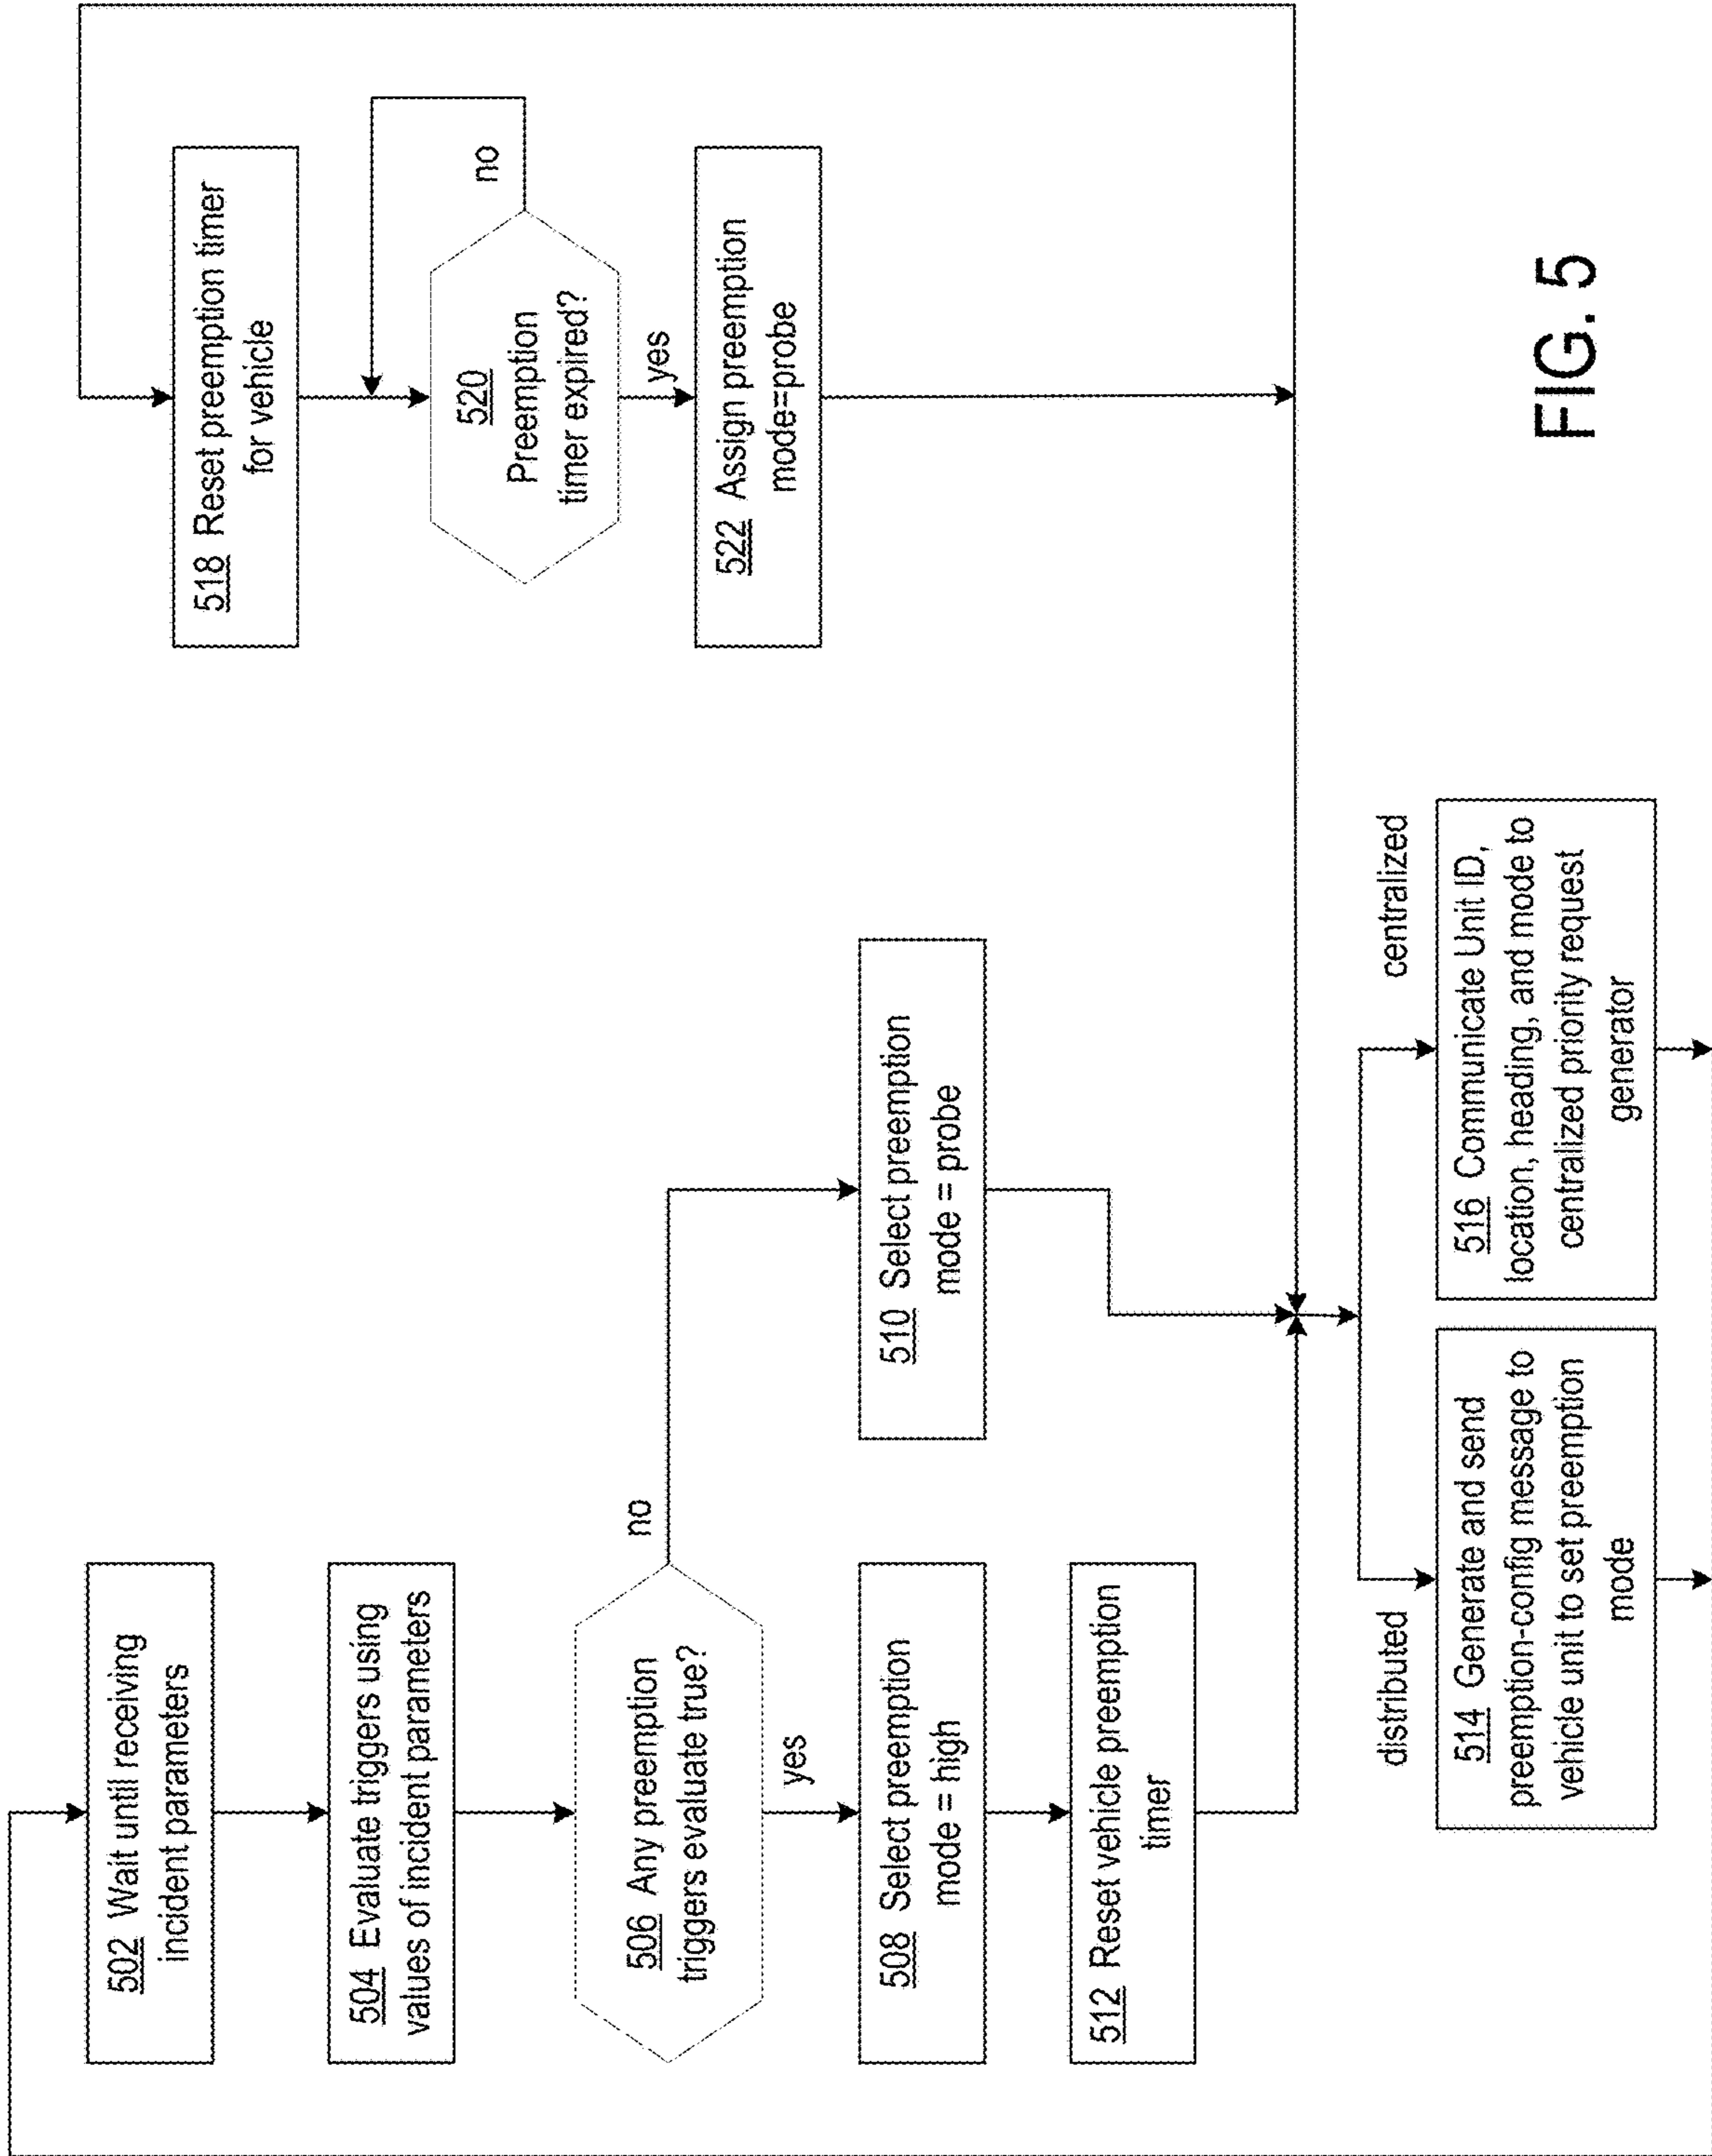 502 Wait until receiving
incident parameters
504 Evaluate triggers using
values of incident parameters
506 Any preemption
triggers evaluate true?
no
yes
508 Select preemption
mode = high
510 Select preemption
mode = probe
512 Reset vehicle preemption
timer
distributed
514 Generate and send
preemption-config message to
vehicle unit to set preemption
mode
centralized
516 Communicate Unit ID,
location, heading, and mode to
centralized priority request
generator
518 Reset preemption timer
for vehicle
520
Preemption
timer expired?
no
yes
522 Assign preemption
mode=probe
FIG. 5